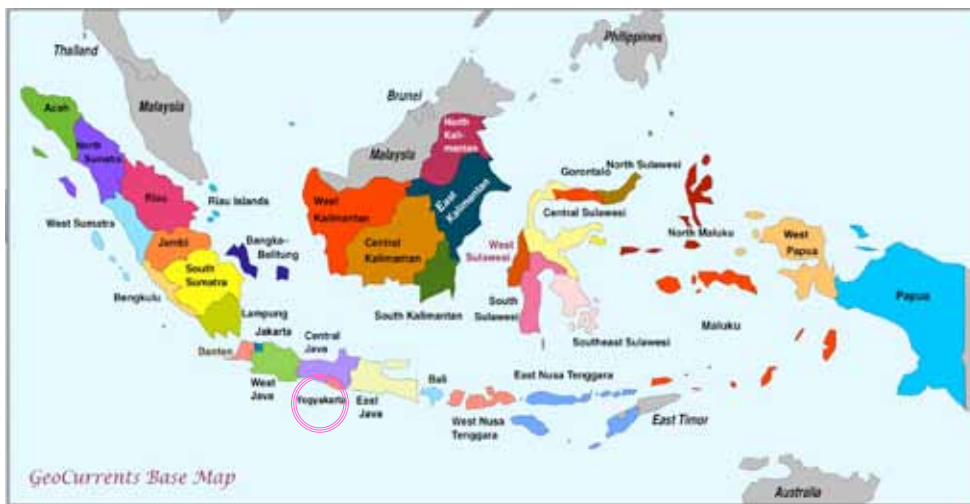 Thailand
Philippines
Malaysia
Brunei
Aceh
North
Sumatra
North
Kali-
mantan
Malaysia
Riau
Riau Islands
West
Kalimantan
East
Kalimantan
Gorontalo
North Sulawesi
Central Sulawesi
West Sumatra
Jambi
Bangka-
Belitung
Central
Kalimantan
West
Sulawesi
North Maluku
West
Papua
South
Sumatra
Bengkulu
Lampung
South Kalimantan
South
Sulawesi
Southeast Sulawesi
Maluku
Papua
Jakarta
Central
Java
Banten
West
Java
Yogyakarta
East
Java
Bali
East Nusa Tenggara
West Nusa
Tenggara
East Timor
GeoCurrents Base Map
Australia